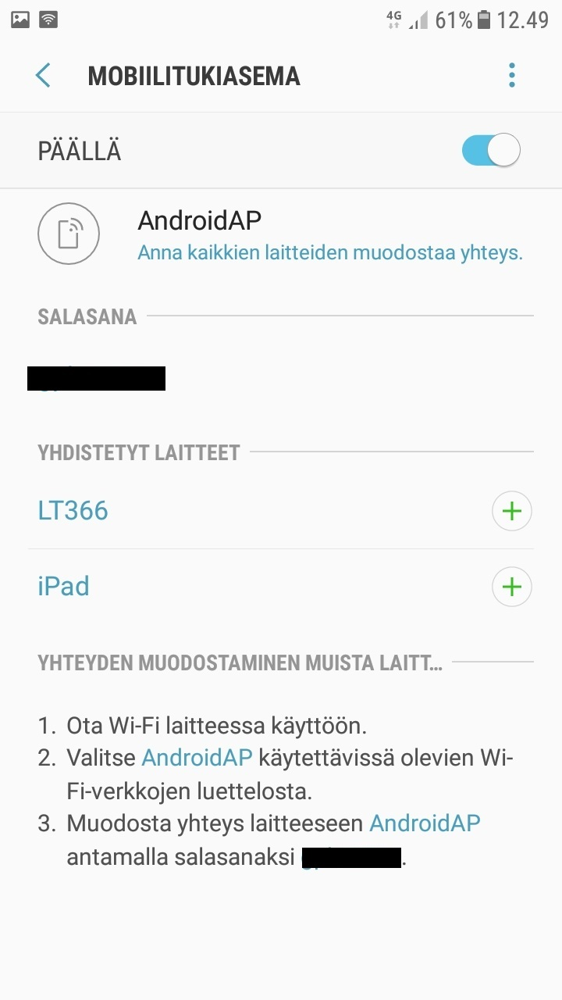 4G 61% 12.49
MOBIILITUKIASEMA
PÄÄLLÄ
AndroidAP
Anna kaikkien laitteiden muodostaa yhteys.
SALASANA
YHDISTETYT LAITTEET
LT366
iPad
YHTEYDEN MUODOSTAMINEN MUISTA LAITT...
1. Ota Wi-Fi laitteessa käyttöön.
2. Valitse AndroidAP käytettävissä olevien Wi-
Fi-verkkojen luettelosta.
3. Muodosta yhteys laitteeseen AndroidAP
antamalla salasanaksi .